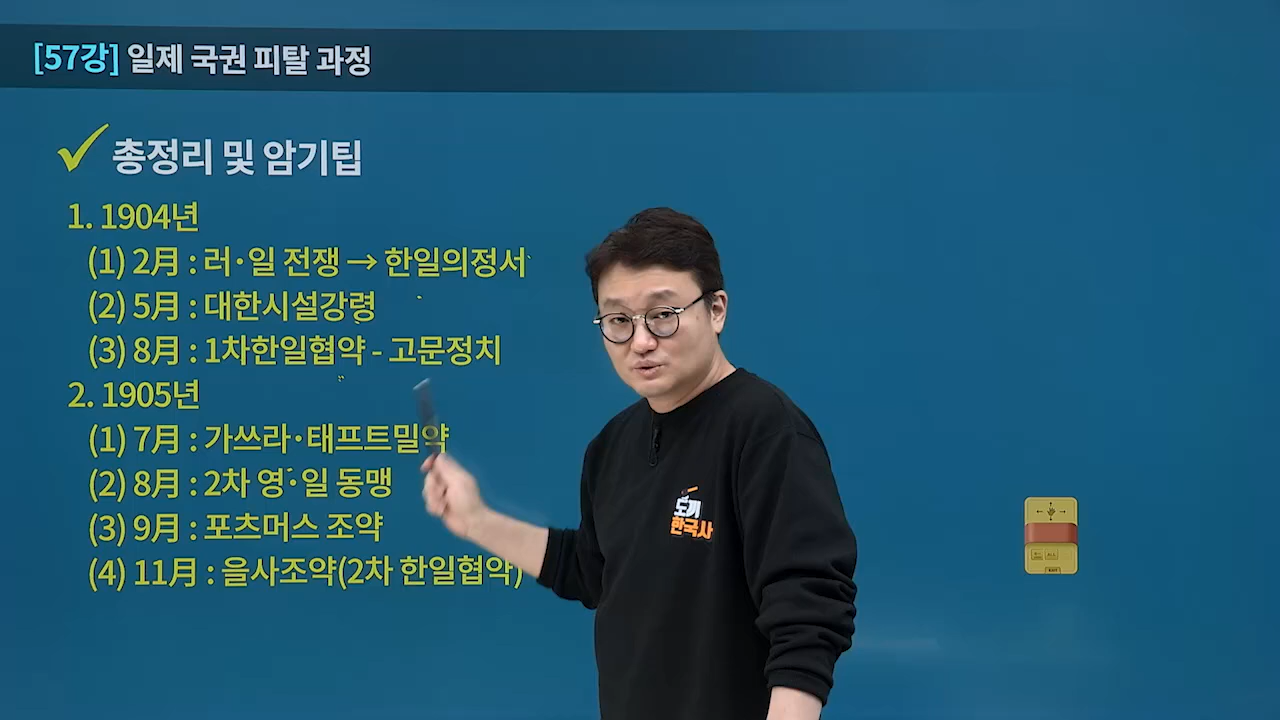 [57강] 일제 국권 피탈 과정
총정리 및 암기팁
1. 1904년
(1) 2月 : 러·일 전쟁 → 한일의정서
(2) 5月 : 대한시설강령
(3) 8月 : 1차한일협약 - 고문정치
2. 1905년
(1) 7月 : 가쓰라·태프트밀약
(2) 8月 : 2차 영·일 동맹
(3) 9月 : 포츠머스 조약
(4) 11月 : 을사조약(2차 한일협약)
도끼
한국사